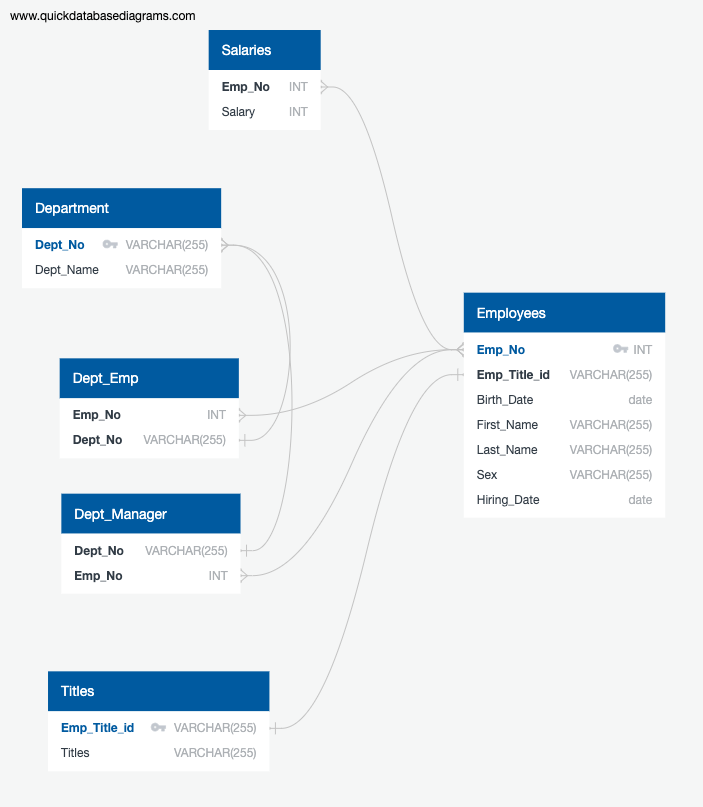 www.quickdatabasediagrams.com
Salaries
Emp_No INT
Salary INT
Department
Dept_No VARCHAR(255)
Dept_Name VARCHAR(255)
Employees
Emp_No INT
Emp_Title_id VARCHAR(255)
Birth_Date date
First_Name VARCHAR(255)
Last_Name VARCHAR(255)
Sex VARCHAR(255)
Hiring_Date date
Dept_Emp
Emp_No INT
Dept_No VARCHAR(255)
Dept_Manager
Dept_No VARCHAR(255)
Emp_No INT
Titles
Emp_Title_id VARCHAR(255)
Titles VARCHAR(255)